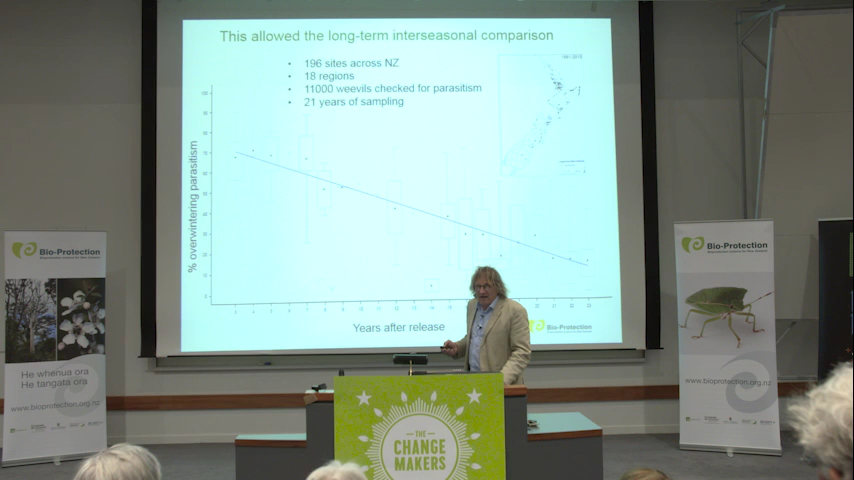 This allowed the long-term interseasonal comparison
• 196 sites across NZ
• 18 regions
• 11000 weevils checked for parasitism
• 21 years of sampling
% overwintering parasitism
Years after release
Bio-Protection
Bio-Protection
He whenua ora
He tangata ora
www.bioprotection.org.nz
Bio-Protection
www.bioprotection.org.nz
THE
CHANGE
MAKERS